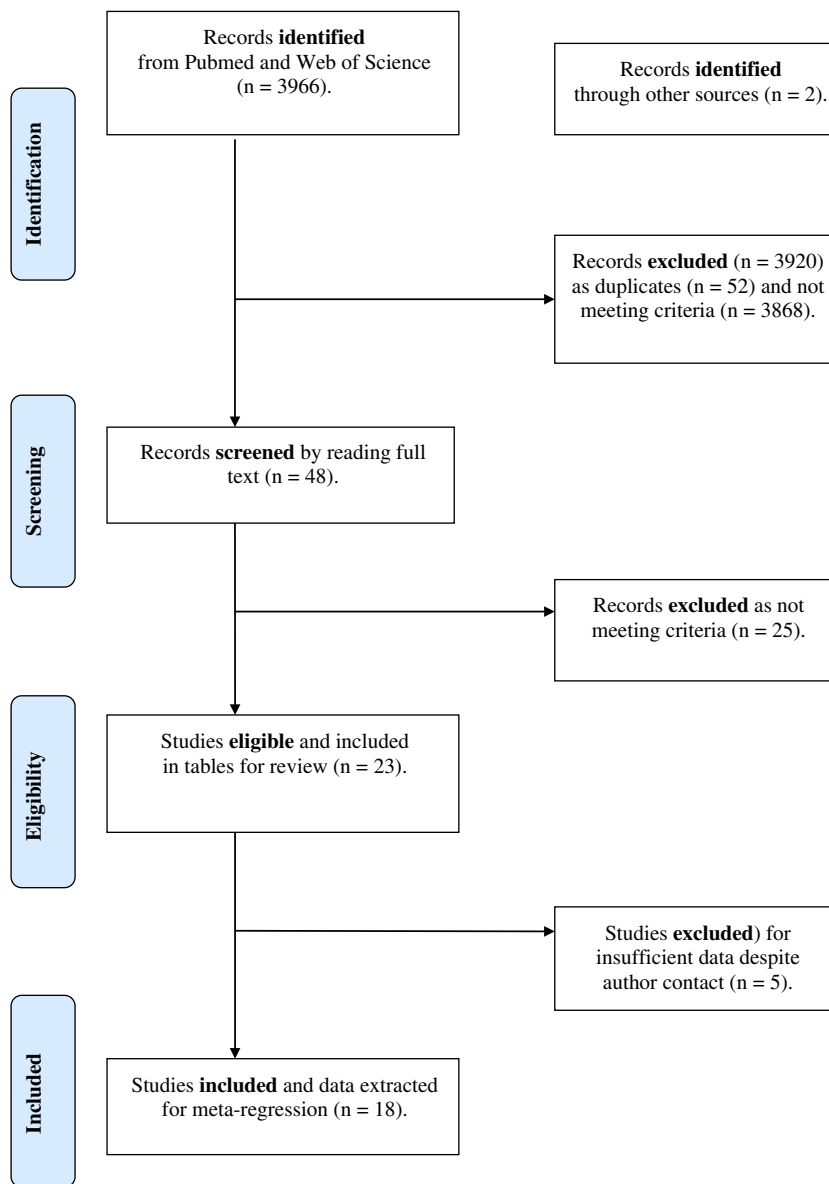 Records identified
from Pubmed and Web of Science
(n = 3966).
Records identified
through other sources (n = 2).
Identification
Records excluded (n = 3920)
as duplicates (n = 52) and not
meeting criteria (n = 3868).
Screening
Records screened by reading full
text (n = 48).
Records excluded as not
meeting criteria (n = 25).
Eligibility
Studies eligible and included
in tables for review (n = 23).
Studies excluded) for
insufficient data despite
author contact (n = 5).
Included
Studies included and data extracted
for meta-regression (n = 18).